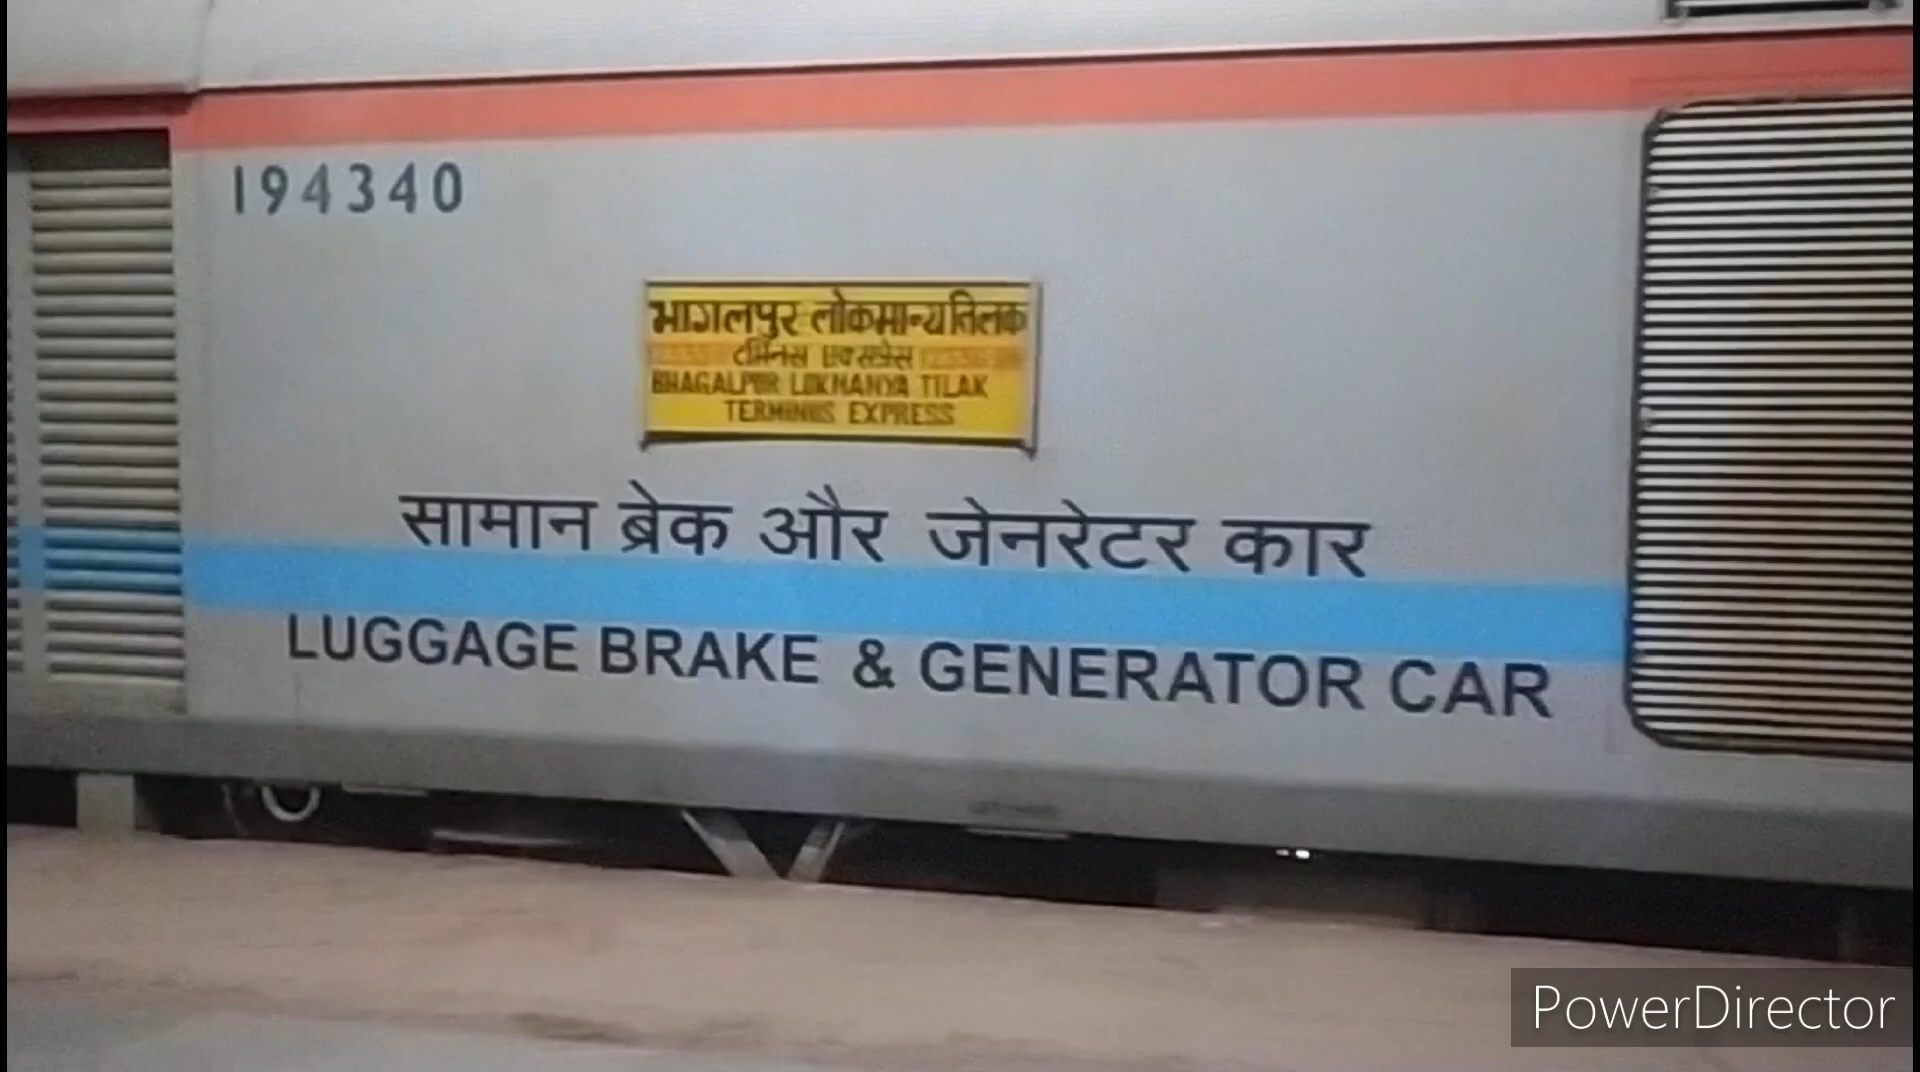 194340
भागलपुर लोकमान्यतिलक
टर्मिनस एक्सप्रेस
BHAGALPUR LOKMANYA TILAK
TERMINUS EXPRESS
सामान ब्रेक और जेनरेटर कार
LUGGAGE BRAKE & GENERATOR CAR
PowerDirector